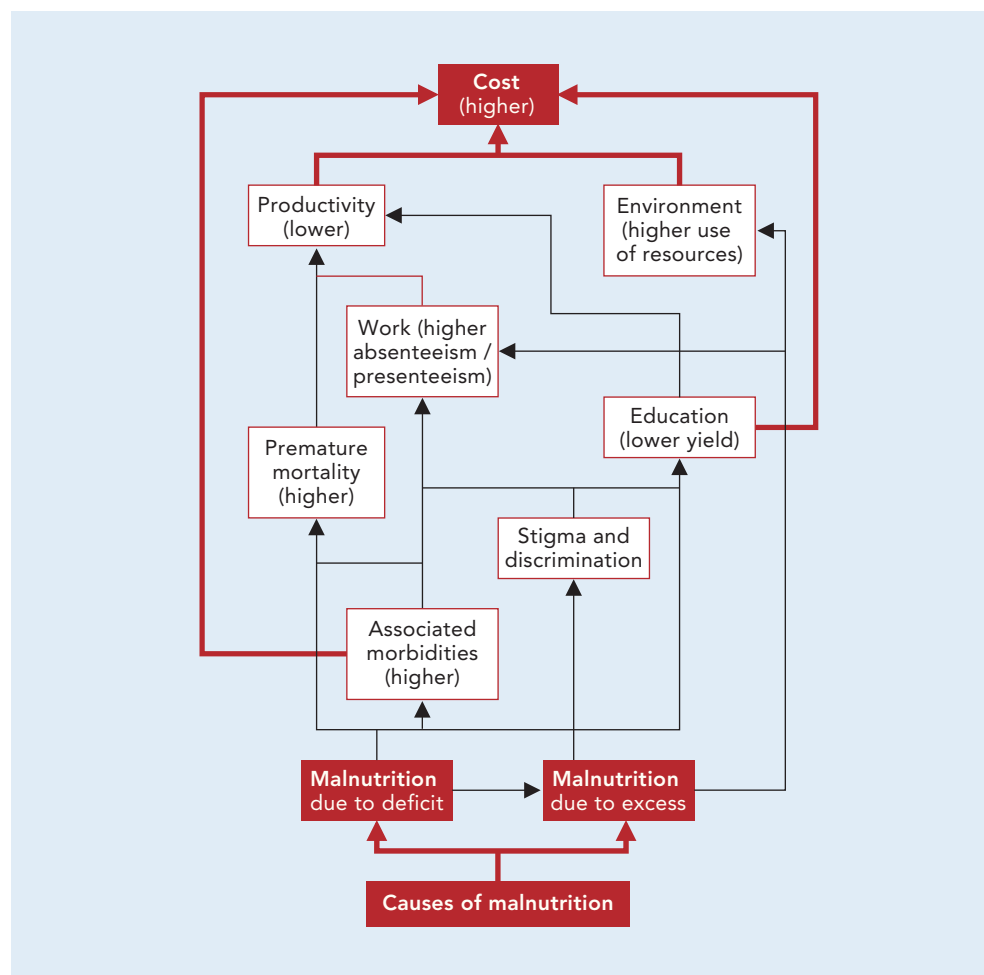 Cost
(higher)
Productivity
(lower)
Environment
(higher use
of resources)
Work (higher
absenteeism /
presenteeism)
Education
(lower yield)
Premature
mortality
(higher)
Stigma and
discrimination
Associated
morbidities
(higher)
Malnutrition
due to deficit
Malnutrition
due to excess
Causes of malnutrition